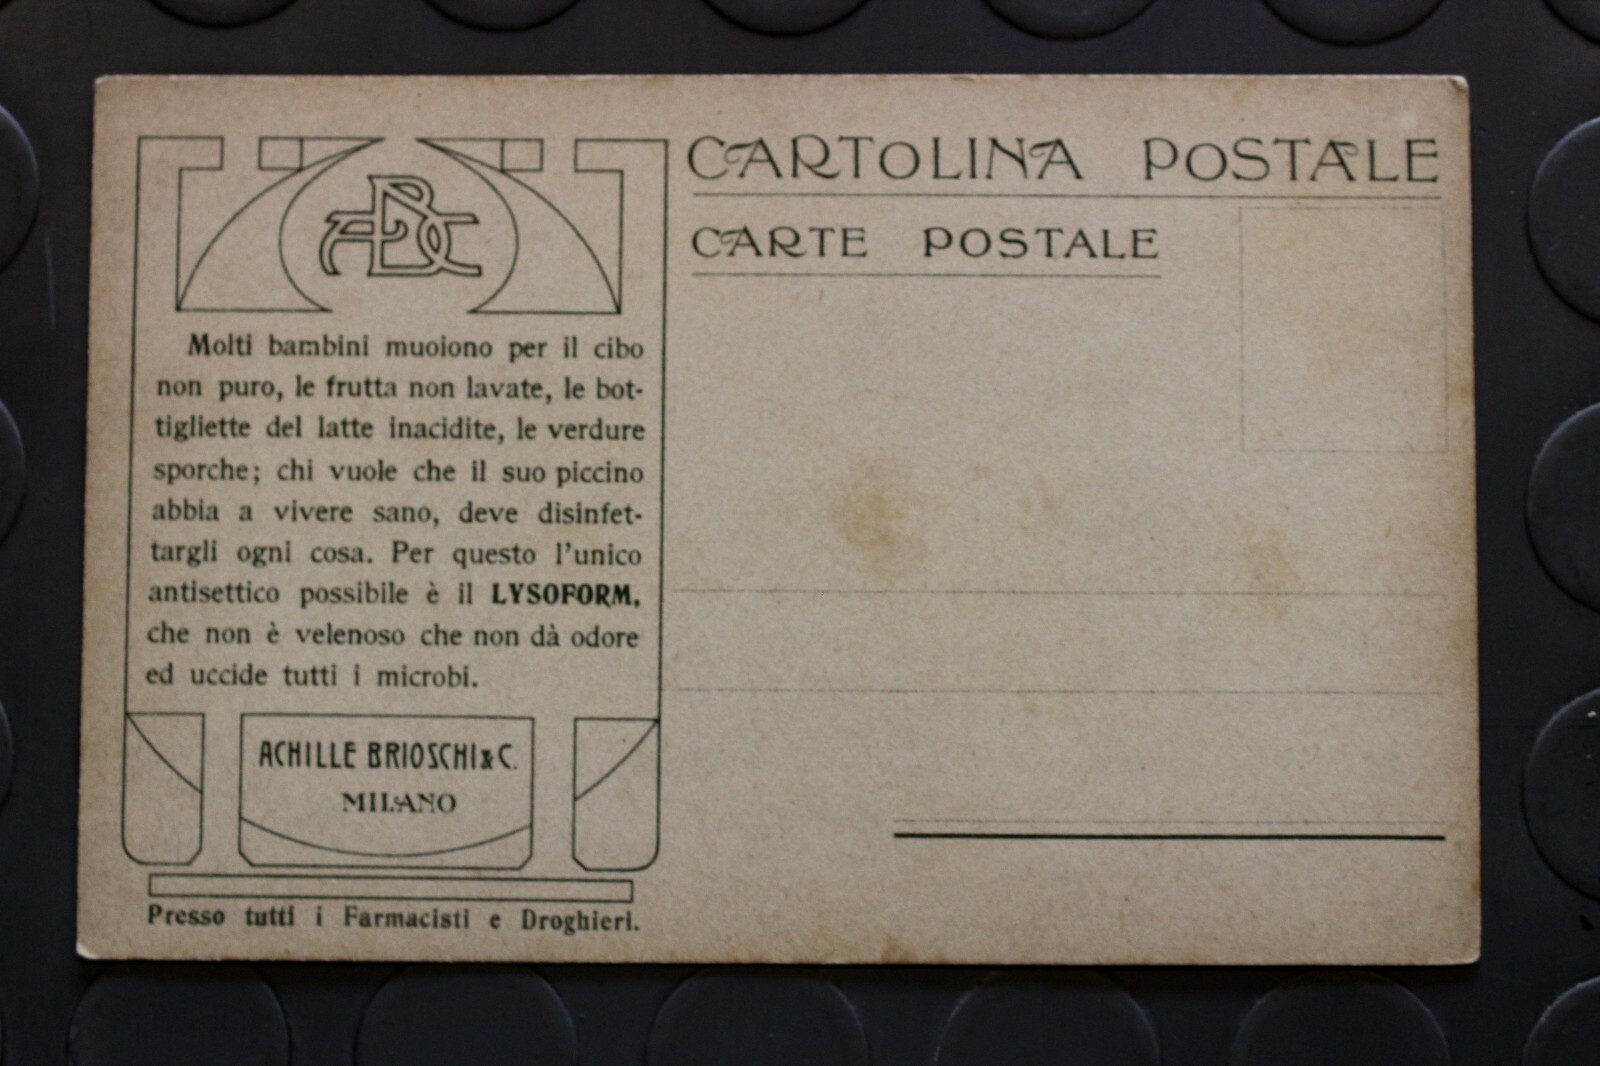 CARTOLINA POSTALE
CARTE POSTALE
ABC
Molti bambini muoiono per il cibo
non puro, le frutta non lavate, le bot-
tigliette del latte inacidite, le verdure
sporche; chi vuole che il suo piccino
abbia a vivere sano, deve disinfet-
targli ogni cosa. Per questo l'unico
antisettico possibile è il LYSOFORM,
che non è velenoso che non dà odore
ed uccide tutti i microbi.
ACHILLE BRIOSCHI & C.
MILANO
Presso tutti i Farmacisti e Droghieri.